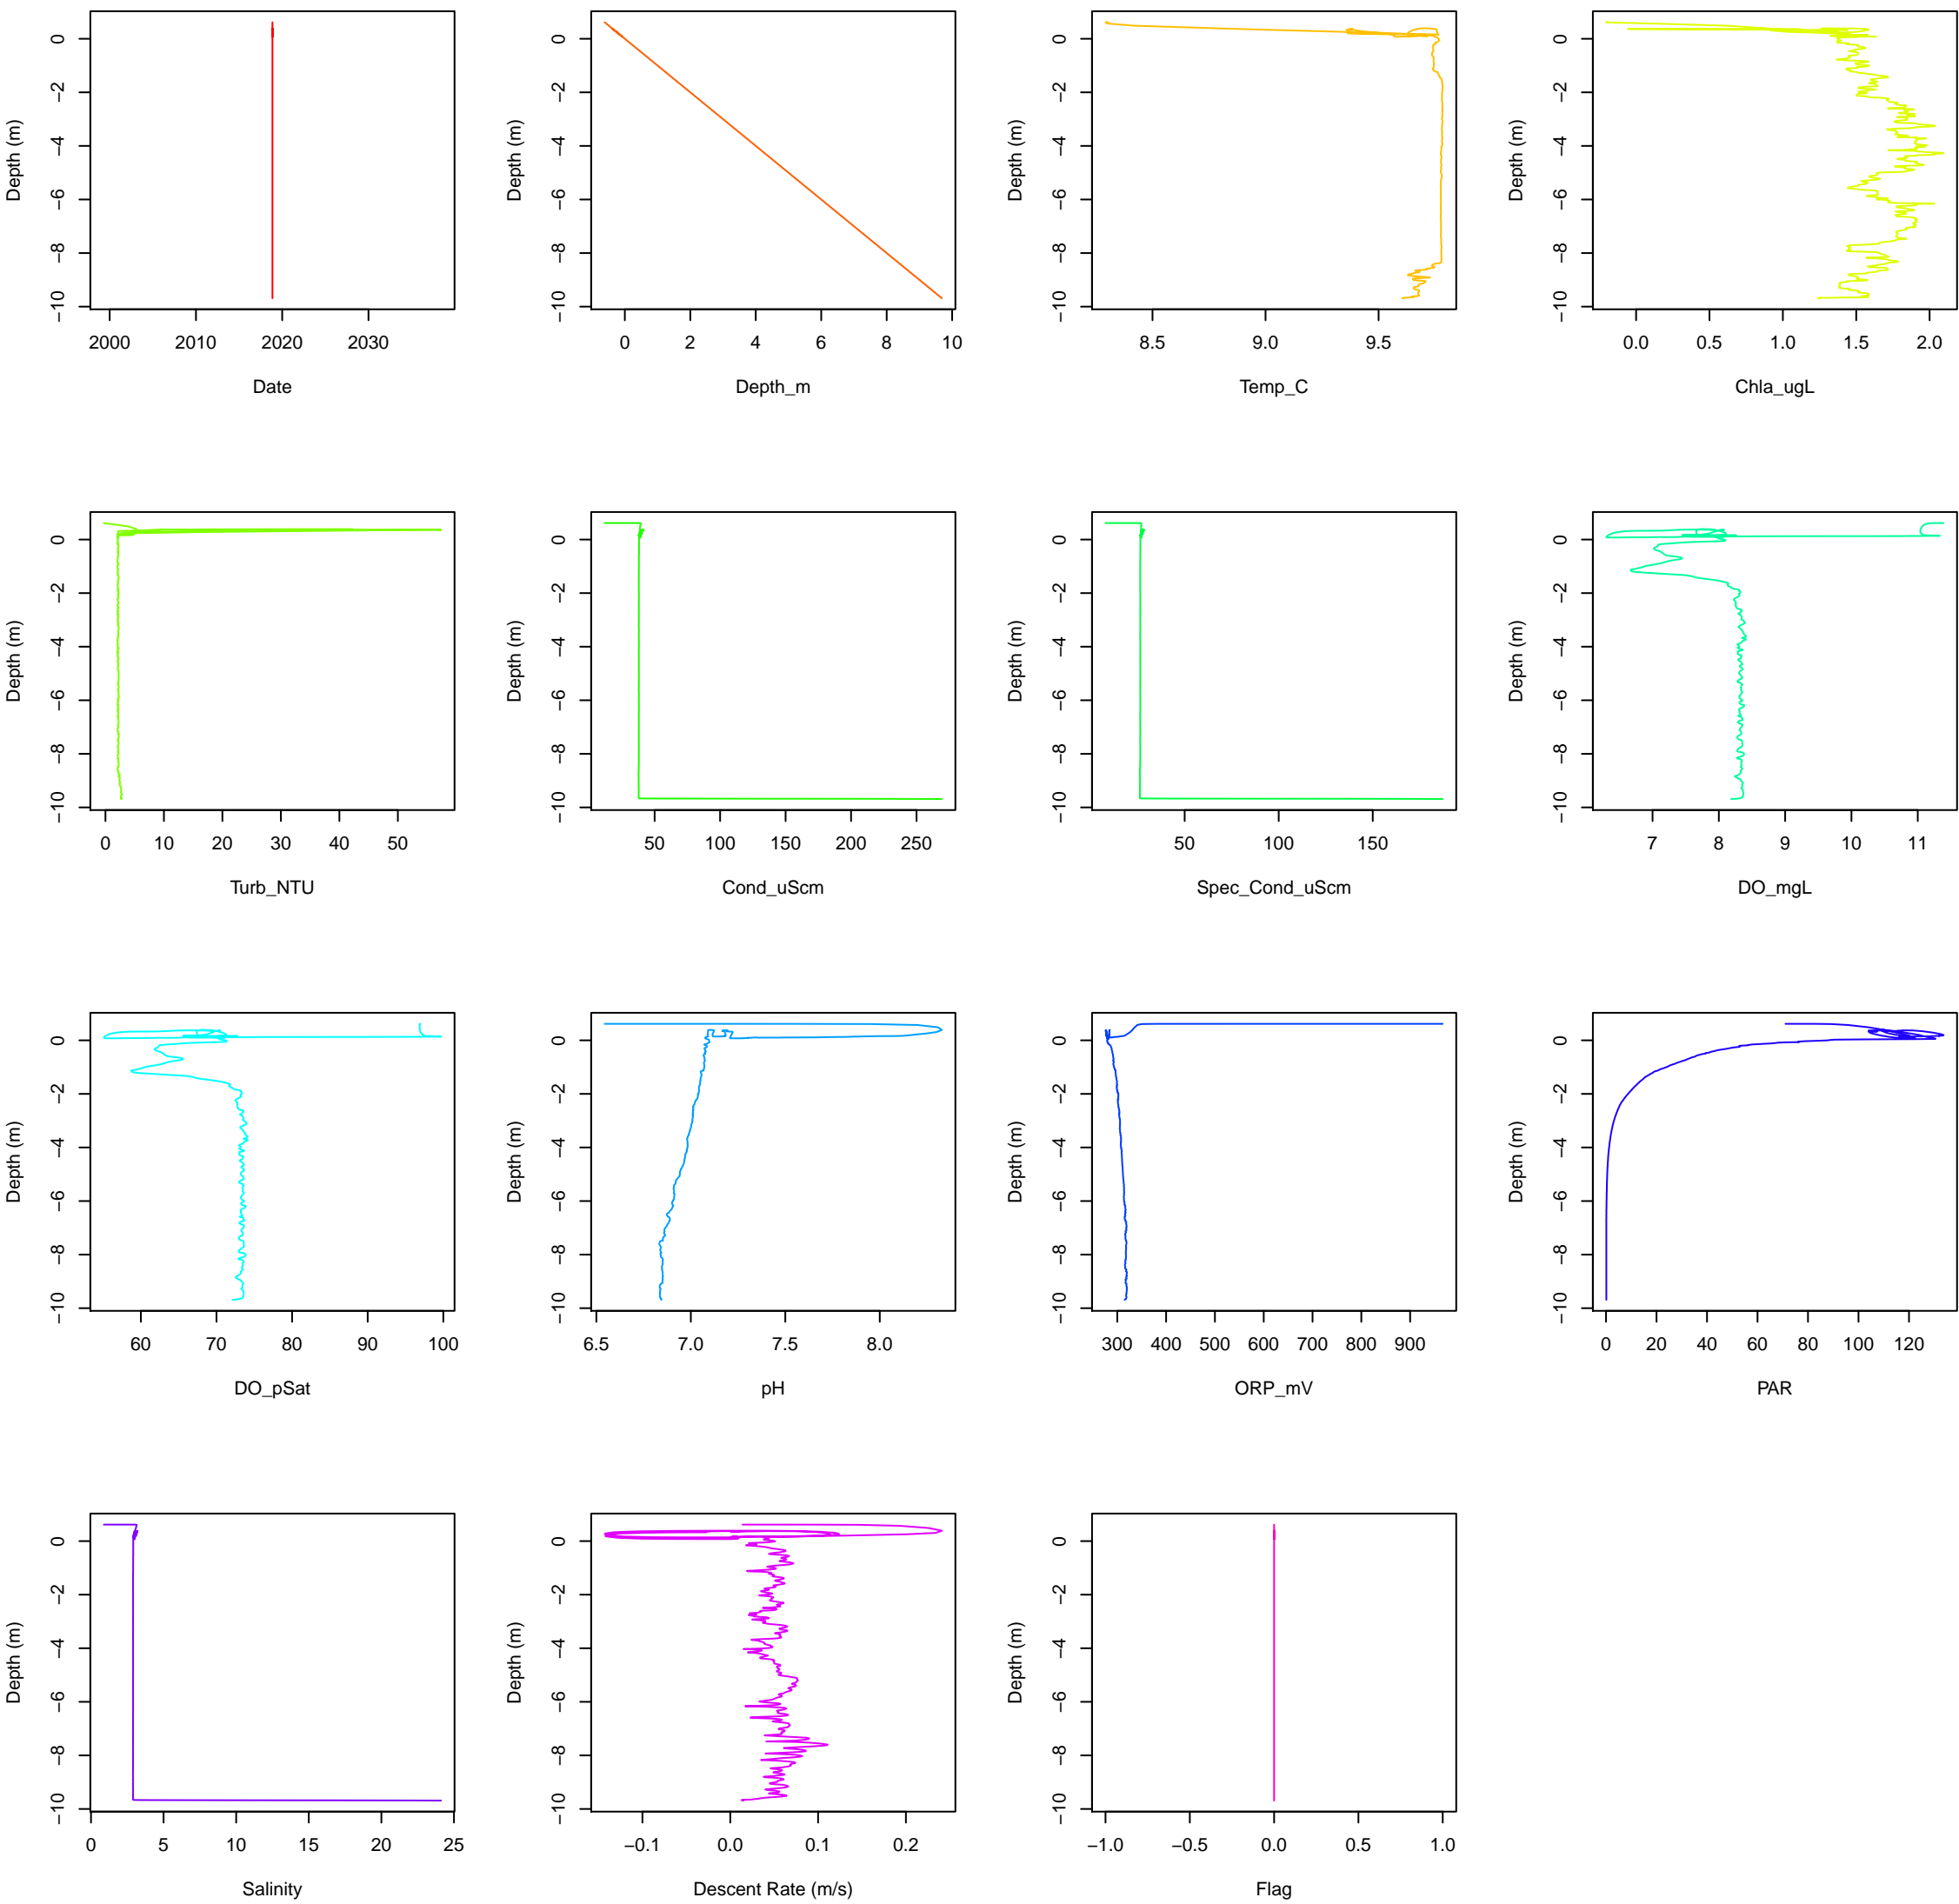 Depth (m)
0
−2
−4
−6
−8
−10
2000 2010 2020 2030
Date
Depth (m)
0
−2
−4
−6
−8
−10
0 2 4 6 8 10
Depth_m
Depth (m)
0
−2
−4
−6
−8
−10
8.5 9.0 9.5
Temp_C
Depth (m)
0
−2
−4
−6
−8
−10
0.0 0.5 1.0 1.5 2.0
Chla_ugL
Depth (m)
0
−2
−4
−6
−8
−10
0 10 20 30 40 50
Turb_NTU
Depth (m)
0
−2
−4
−6
−8
−10
50 100 150 200 250
Cond_uScm
Depth (m)
0
−2
−4
−6
−8
−10
50 100 150
Spec_Cond_uScm
Depth (m)
0
−2
−4
−6
−8
−10
7 8 9 10 11
DO_mgL
Depth (m)
0
−2
−4
−6
−8
−10
60 70 80 90 100
DO_pSat
Depth (m)
0
−2
−4
−6
−8
−10
6.5 7.0 7.5 8.0
pH
Depth (m)
0
−2
−4
−6
−8
−10
300 400 500 600 700 800 900
ORP_mV
Depth (m)
0
−2
−4
−6
−8
−10
0 20 40 60 80 100 120
PAR
Depth (m)
0
−2
−4
−6
−8
−10
0 5 10 15 20 25
Salinity
Depth (m)
0
−2
−4
−6
−8
−10
−0.1 0.0 0.1 0.2
Descent Rate (m/s)
Depth (m)
0
−2
−4
−6
−8
−10
−1.0 −0.5 0.0 0.5 1.0
Flag